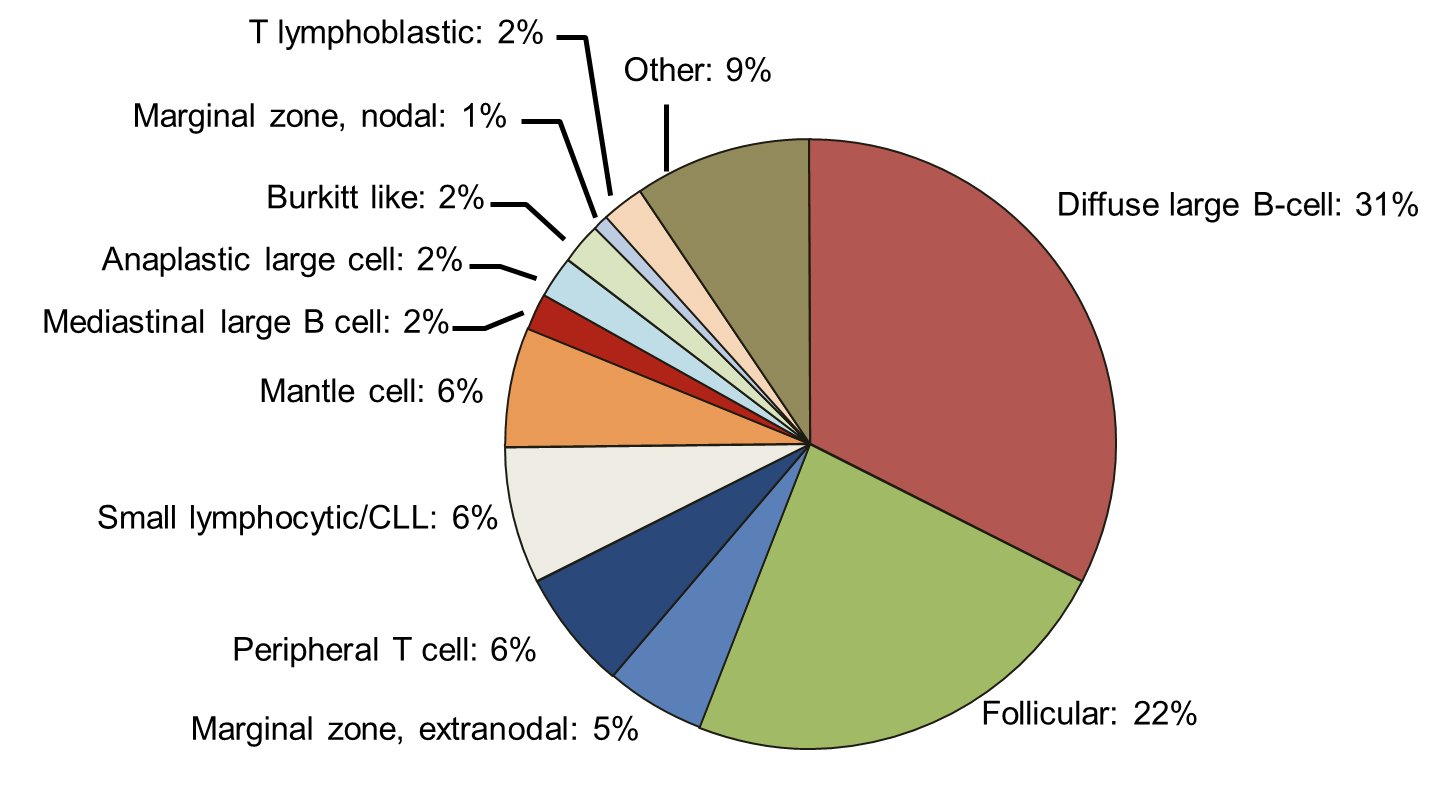 T lymphoblastic: 2%
Other: 9%
Marginal zone, nodal: 1%
Burkitt like: 2%
Diffuse large B-cell: 31%
Anaplastic large cell: 2%
Mediastinal large B cell: 2%
Mantle cell: 6%
Small lymphocytic/CLL: 6%
Peripheral T cell: 6%
Follicular: 22%
Marginal zone, extranodal: 5%